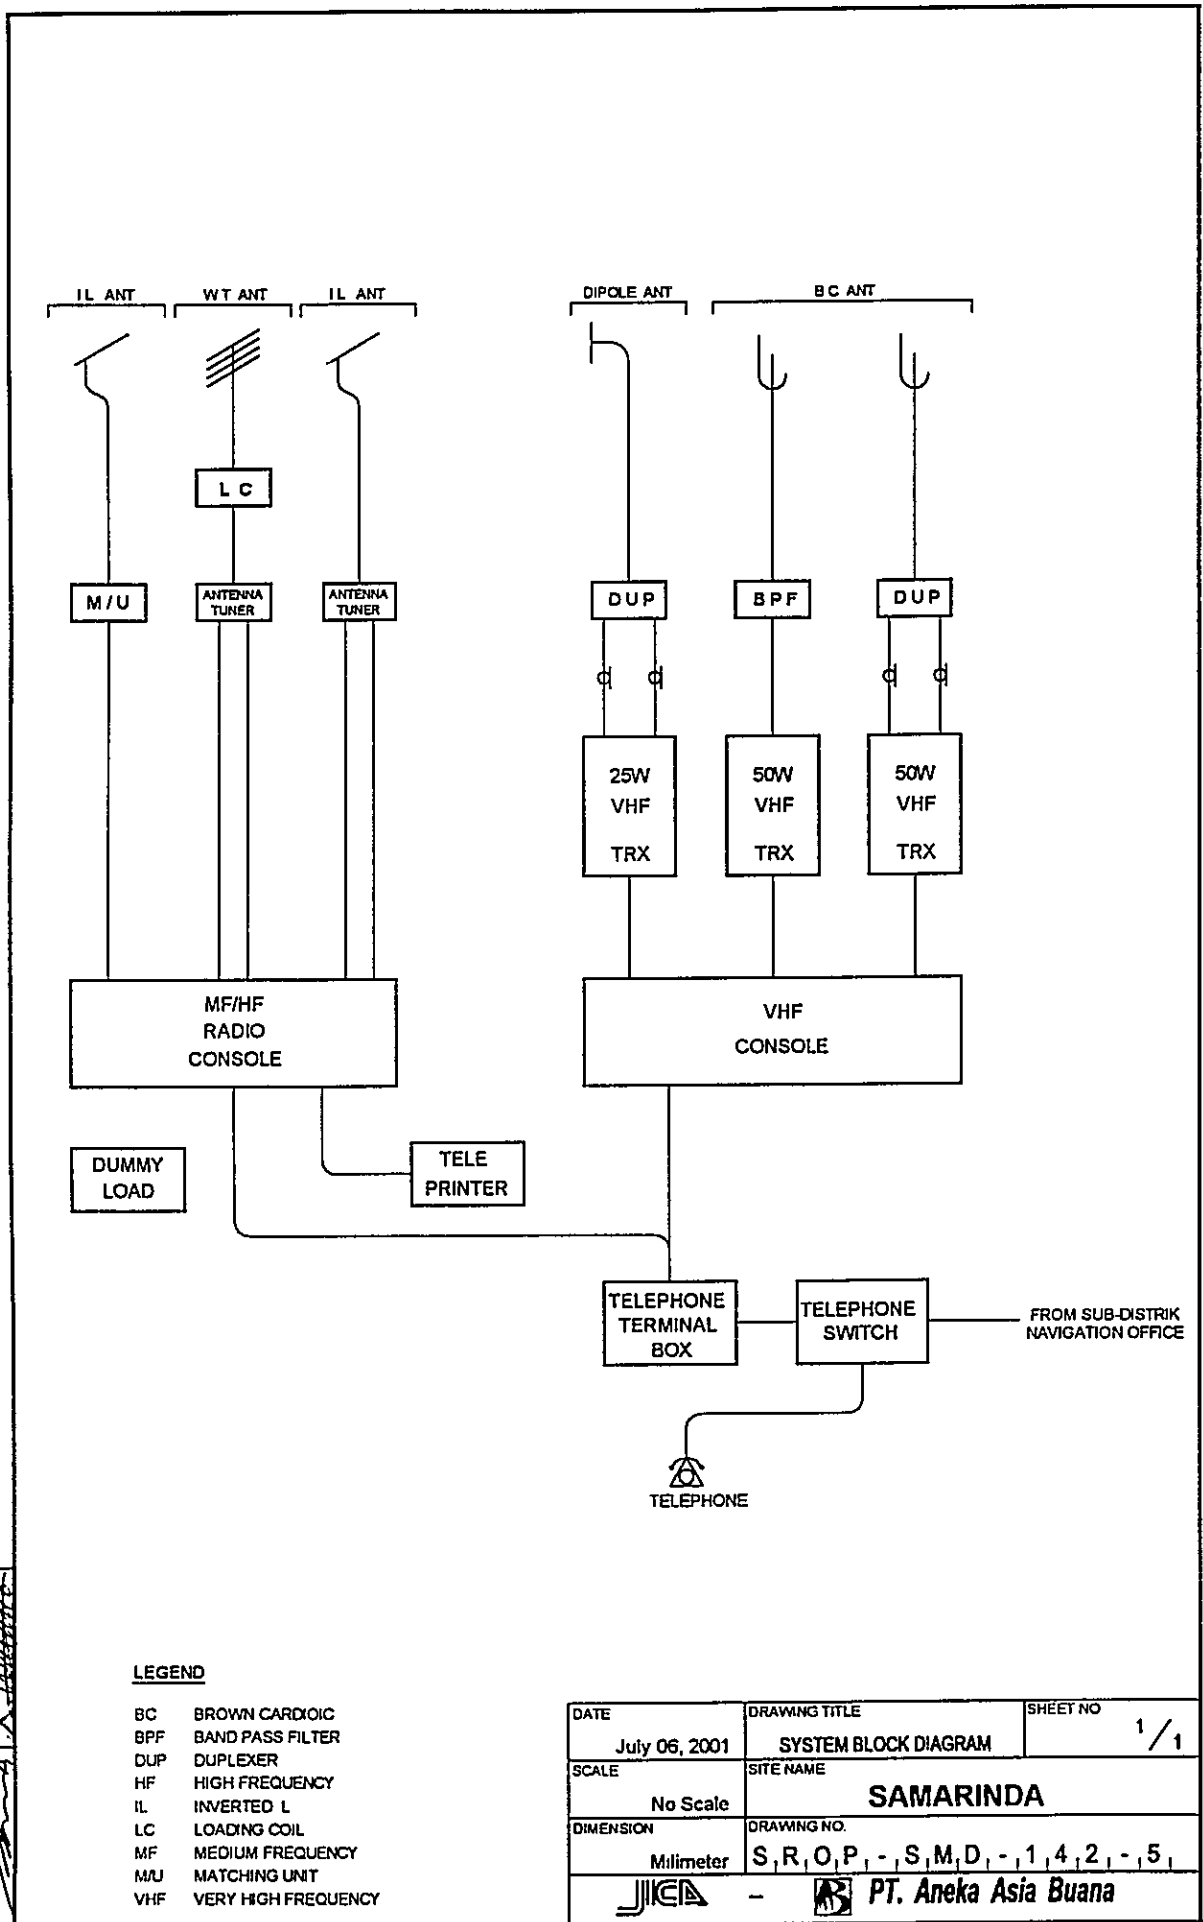 IL ANT
WT ANT
IL ANT
DIPOLE ANT
BC ANT
L C
M/U
ANTENNA
TUNER
ANTENNA
TUNER
DUP
BPF
DUP
25W
VHF
TRX
50W
VHF
TRX
50W
VHF
TRX
MF/HF
RADIO
CONSOLE
VHF
CONSOLE
DUMMY
LOAD
TELE
PRINTER
TELEPHONE
TERMINAL
BOX
TELEPHONE
SWITCH
FROM SUB-DISTRIK
NAVIGATION OFFICE
TELEPHONE
LEGEND
BC BROWN CARDIOIC
BPF BAND PASS FILTER
DUP DUPLEXER
HF HIGH FREQUENCY
IL INVERTED L
LC LOADING COIL
MF MEDIUM FREQUENCY
M/U MATCHING UNIT
VHF VERY HIGH FREQUENCY
DATE
July 06, 2001
DRAWING TITLE
SYSTEM BLOCK DIAGRAM
SHEET NO
1/1
SCALE
No Scale
SITE NAME
SAMARINDA
DIMENSION
Milimeter
DRAWING NO.
SROP-SMD-142-5
JICA - PT. Aneka Asia Buana